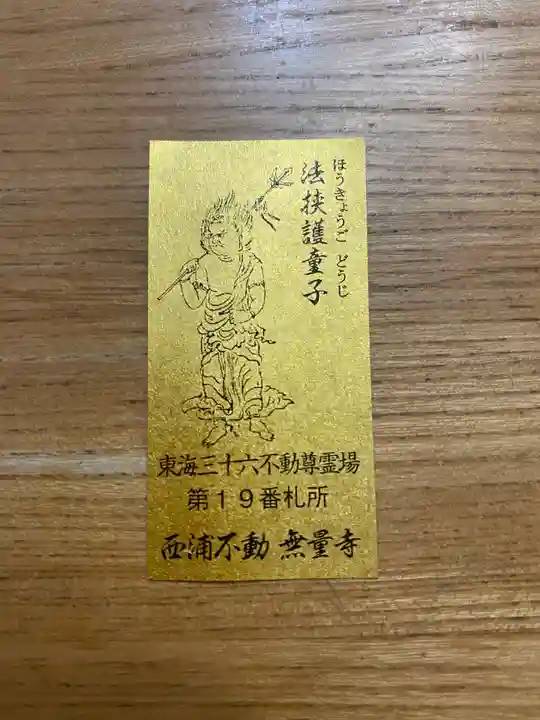 法挟護童子
ほうきょうご どうじ
東海三十六不動尊霊場
第19番札所
西浦不動 無量寺